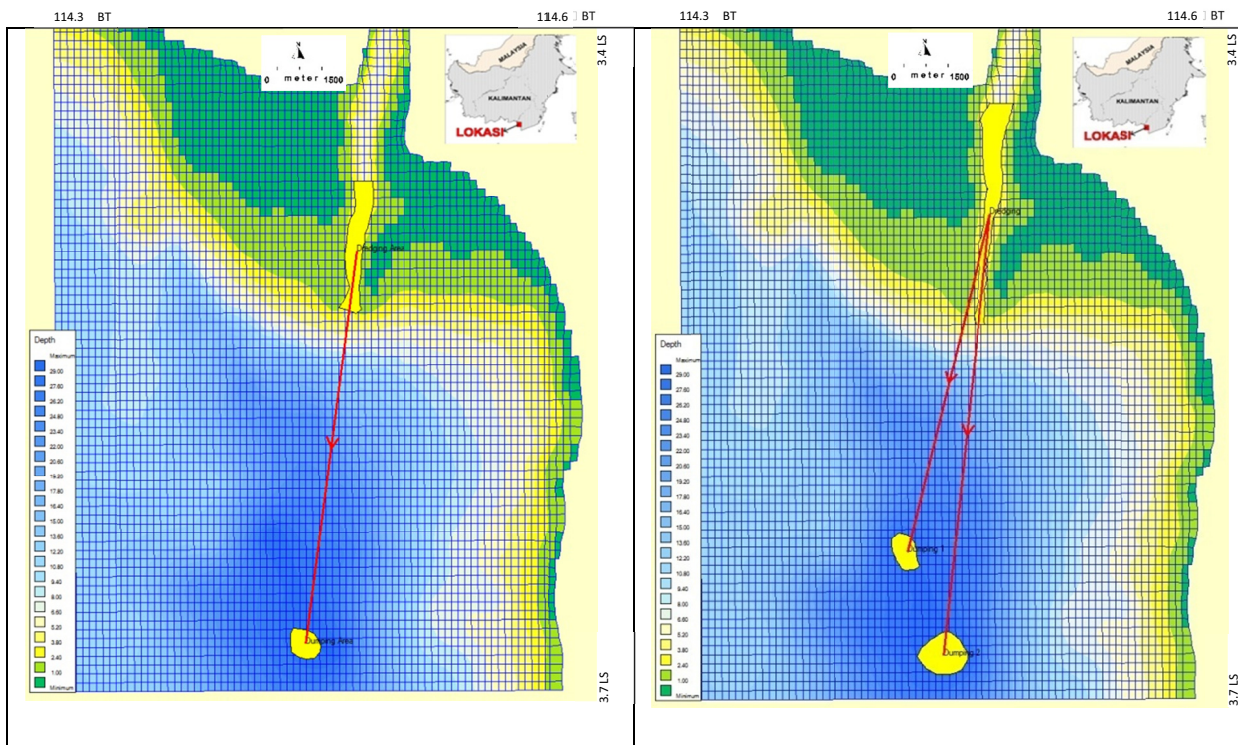 114.3 BT
114.6 BT
114.3 BT
114.6 BT
3.4 LS
meter
0 1500
MALAYSIA
KALIMANTAN
LOKASI
Dredging Area
Depth
Maximum
29.00
27.60
26.20
24.80
23.40
22.00
20.60
19.20
17.80
16.40
15.00
13.60
12.20
10.80
9.40
8.00
6.60
5.20
3.80
2.40
1.00
Minimum
Dumping Area
3.7 LS
3.4 LS
meter
0 1500
MALAYSIA
KALIMANTAN
LOKASI
Dredging
Depth
Maximum
29.00
27.60
26.20
24.80
23.40
22.00
20.60
19.20
17.80
16.40
15.00
13.60
12.20
10.80
9.40
8.00
6.60
5.20
3.80
2.40
1.00
Minimum
Dumping 1
Dumping 2
3.7 LS